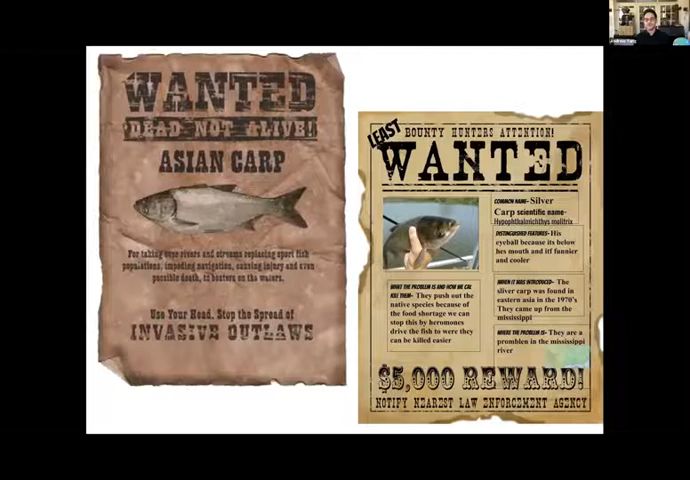 WANTED
DEAD NOT ALIVE!
ASIAN CARP
For taking over rivers and streams replacing sport fish
populations, impeding navigation, causing injury and even
possible death, to boaters on the waters.
Use Your Head, Stop the Spread of
INVASIVE OUTLAWS
BOUNTY HUNTERS ATTENTION!
LEAST
WANTED
COMMON NAME- Silver
Carp scientific name-
Hypophthalmichthys molitrix
DISTINGUISHED FEATURES- His
eyeball because its below
hes mouth and itf funnier
and cooler
WHAT THE PROBLEM IS AND HOW WE CAL
KILL THEM- They push out the
native species because of
the food shortage we can
stop this by heromones
drive the fish to were they
can be killed easier
WHEN IT WAS INTRODUCED- The
sliver carp was found in
eastern asia in the 1970's
They came up from the
mississippi
WHERE THE PROBLEM IS- They are a
promblen in the mississippi
river
$5,000 REWARD!
NOTIFY NEAREST LAW ENFORCEMENT AGENCY